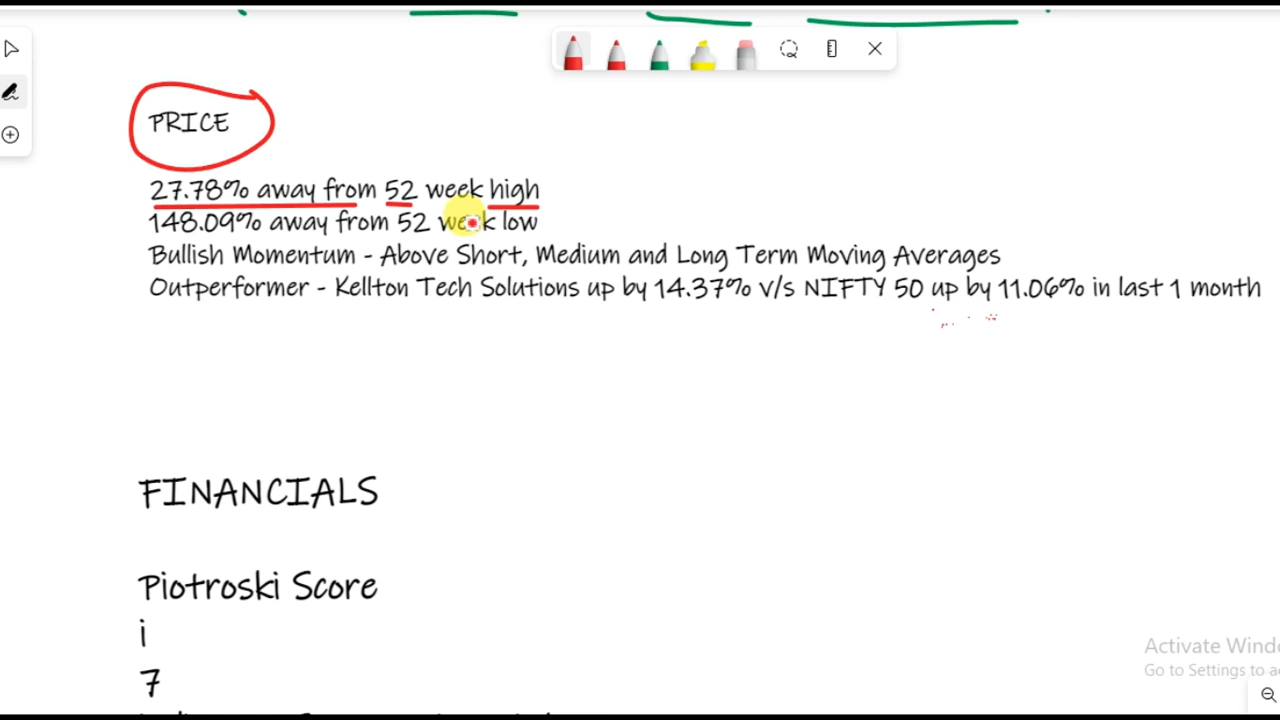 PRICE
27.78% away from 52 week high
148.09% away from 52 week low
Bullish Momentum - Above Short, Medium and Long Term Moving Averages
Outperformer - Kellton Tech Solutions up by 14.37% v/s NIFTY 50 up by 11.06% in last 1 month
FINANCIALS
Piotroski Score
i
7
Activate Windo
Go to Settings to a